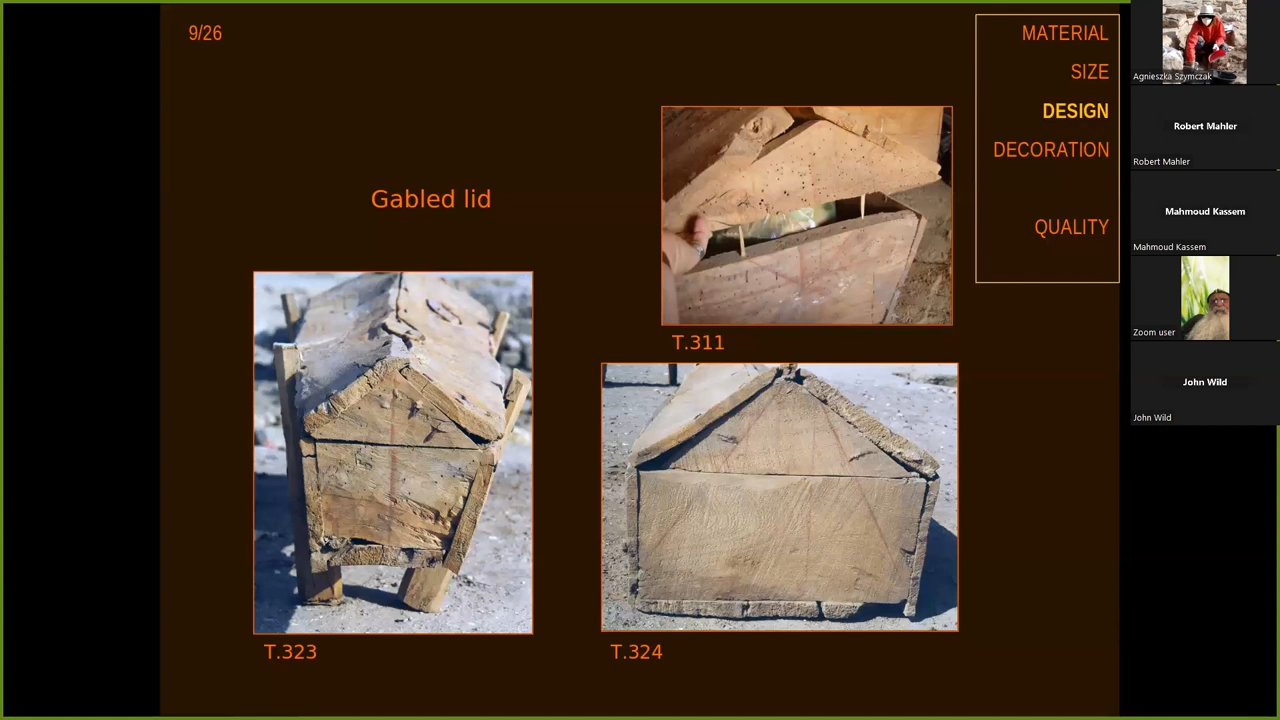 9/26
MATERIAL
SIZE
DESIGN
DECORATION
QUALITY
Gabled lid
T.311
T.323
T.324
Agnieszka Szymczak
Robert Mahler
Robert Mahler
Mahmoud Kassem
Mahmoud Kassem
Zoom user
John Wild
John Wild